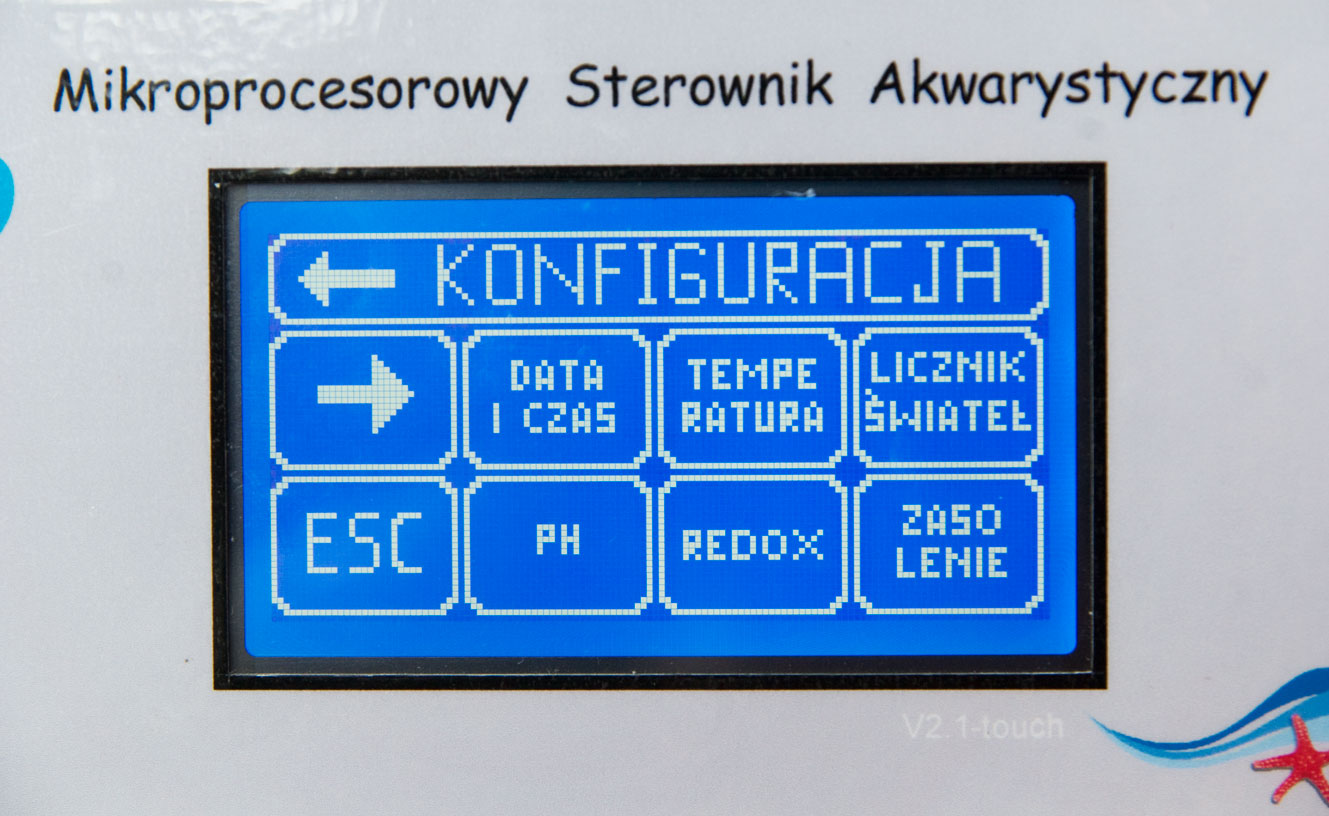 Mikroprocesorowy Sterownik Akwarystyczny
KONFIGURACJA
DATA
I CZAS
TEMPE
RATURA
LICZNIK
ŚWIATEŁ
ESC
PH
REDOX
ZASO
LENIE
V2.1-touch